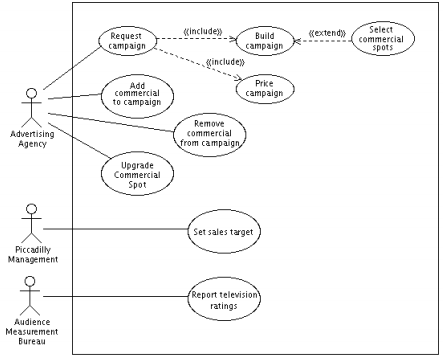 Request
campaign
<<include>>
Build
campaign
<<extend>>
Select
commercial
spots
<<include>>
Price
campaign
Add
commercial
to campaign
Advertising
Agency
Remove
commercial
from campaign
Upgrade
Commercial
Spot
Piccadilly
Management
Set sales target
Audience
Measurement
Bureau
Report television
ratings